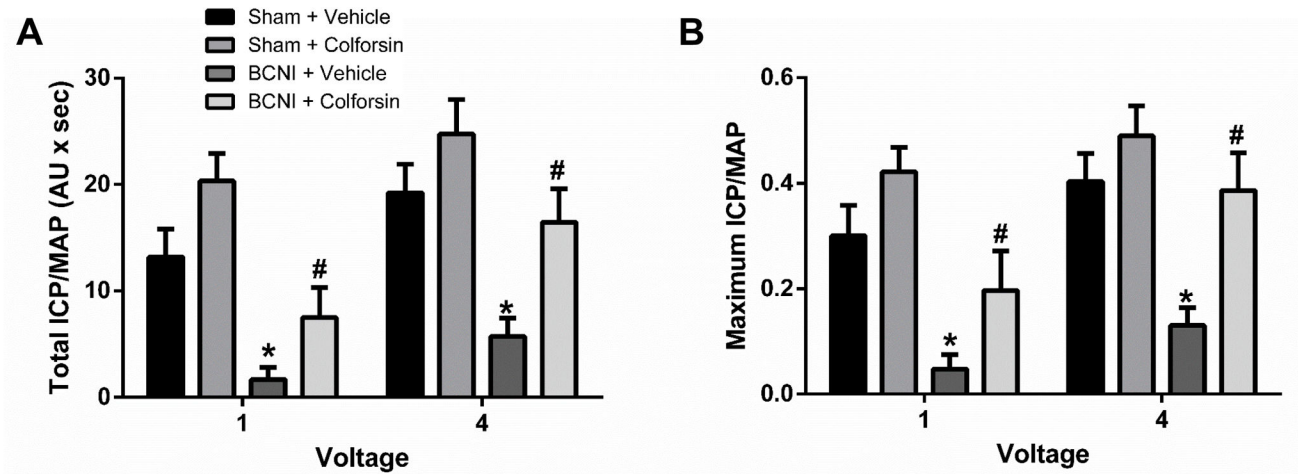 A
Sham + Vehicle
Sham + Colforsin
BCNI + Vehicle
BCNI + Colforsin
Total ICP/MAP (AU x sec)
30
20
10
0
*
#
*
#
1
4
Voltage
B
Maximum ICP/MAP
0.6
0.4
0.2
0.0
*
#
*
#
1
4
Voltage